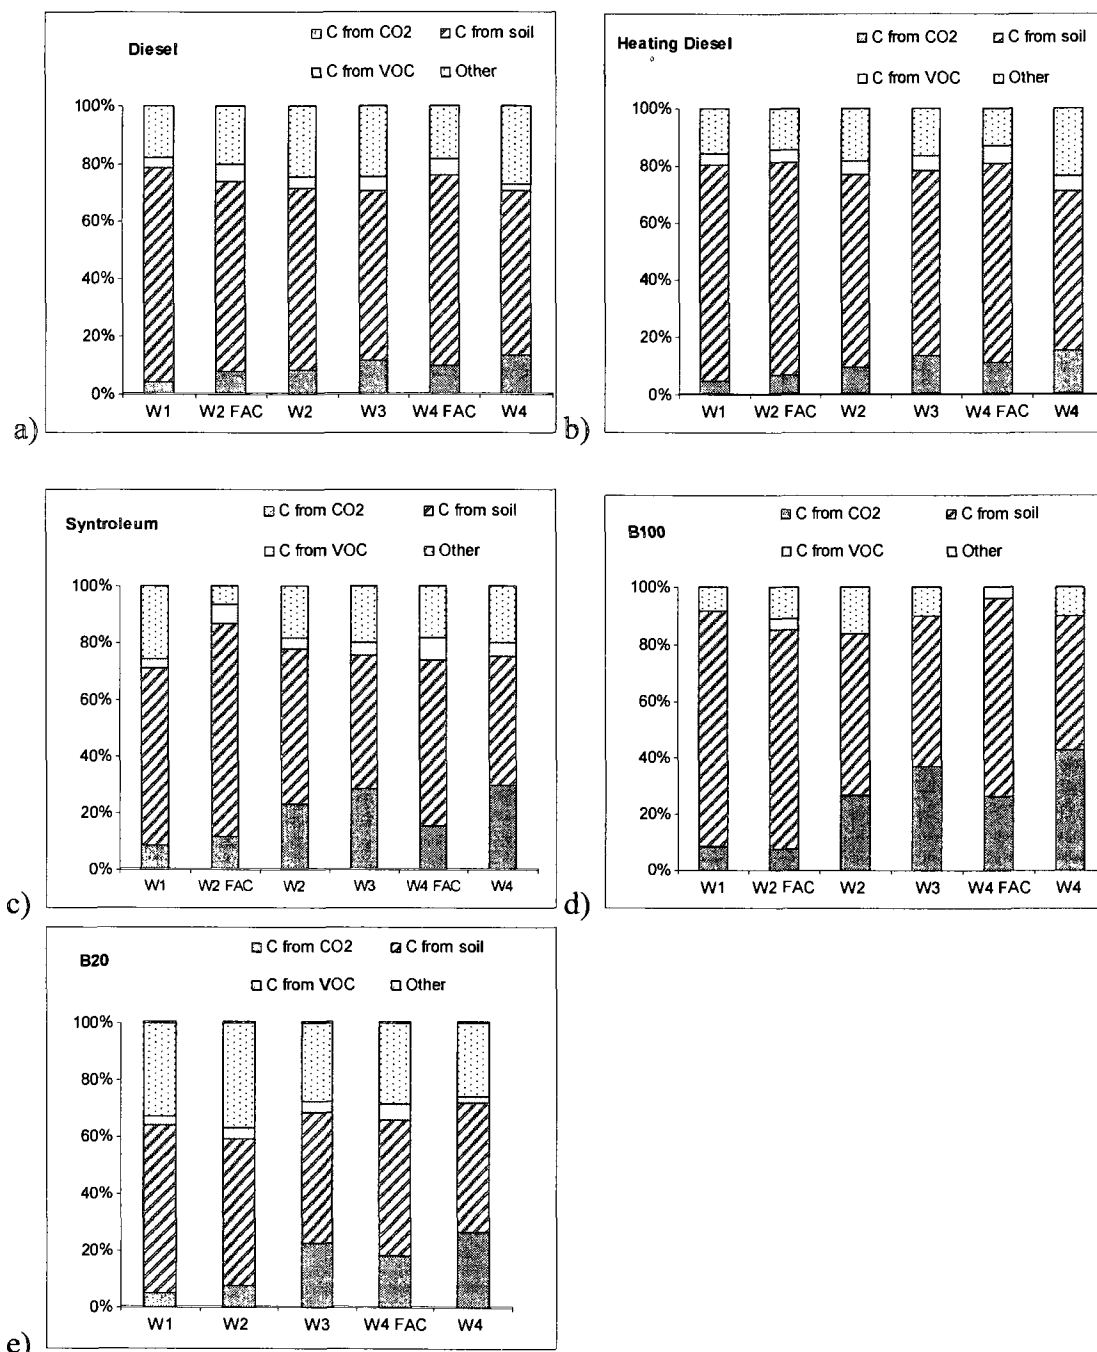 Diesel
C from CO2 C from soil
C from VOC Other
100%
80%
60%
40%
20%
0%
W1 W2 FAC W2 W3 W4 FAC W4
a)
Heating Diesel
C from CO2 C from soil
C from VOC Other
100%
80%
60%
40%
20%
0%
W1 W2 FAC W2 W3 W4 FAC W4
b)
Syntroleum
C from CO2 C from soil
C from VOC Other
100%
80%
60%
40%
20%
0%
W1 W2 FAC W2 W3 W4 FAC W4
c)
B100
C from CO2 C from soil
C from VOC Other
100%
80%
60%
40%
20%
0%
W1 W2 FAC W2 W3 W4 FAC W4
d)
B20
C from CO2 C from soil
C from VOC Other
100%
80%
60%
40%
20%
0%
W1 W2 W3 W4 FAC W4
e)